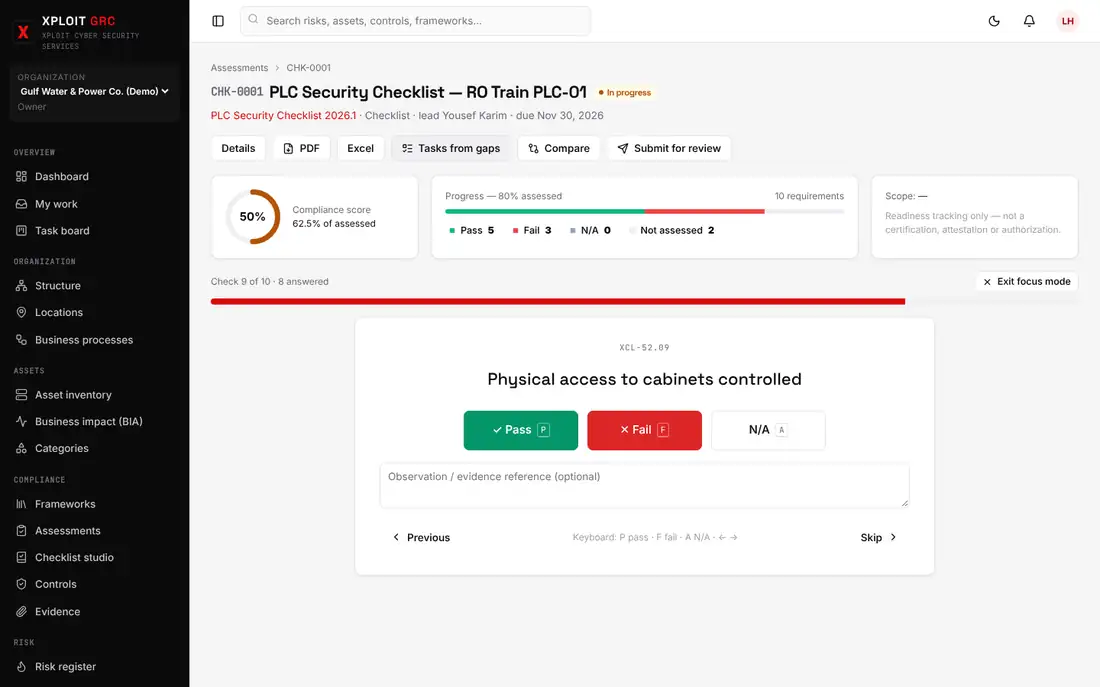 X
XPLOIT GRC
XPLOIT CYBER SECURITY
SERVICES
ORGANIZATION
Gulf Water & Power Co. (Demo)
Owner
OVERVIEW
Dashboard
My work
Task board
ORGANIZATION
Structure
Locations
Business processes
ASSETS
Asset inventory
Business impact (BIA)
Categories
COMPLIANCE
Frameworks
Assessments
Checklist studio
Controls
Evidence
RISK
Risk register
Search risks, assets, controls, frameworks...
LH
Assessments > CHK-0001
CHK-0001 PLC Security Checklist — RO Train PLC-01 In progress
PLC Security Checklist 2026.1 · Checklist · lead Yousef Karim · due Nov 30, 2026
Details PDF Excel Tasks from gaps Compare Submit for review
50%
Compliance score
62.5% of assessed
Progress — 80% assessed 10 requirements
Pass 5 Fail 3 N/A 0 Not assessed 2
Scope: —
Readiness tracking only — not a
certification, attestation or authorization.
Check 9 of 10 · 8 answered × Exit focus mode
XCL-52.09
Physical access to cabinets controlled
✓ Pass P × Fail F N/A A
Observation / evidence reference (optional)
< Previous Keyboard: P pass · F fail · A N/A · ← → Skip >